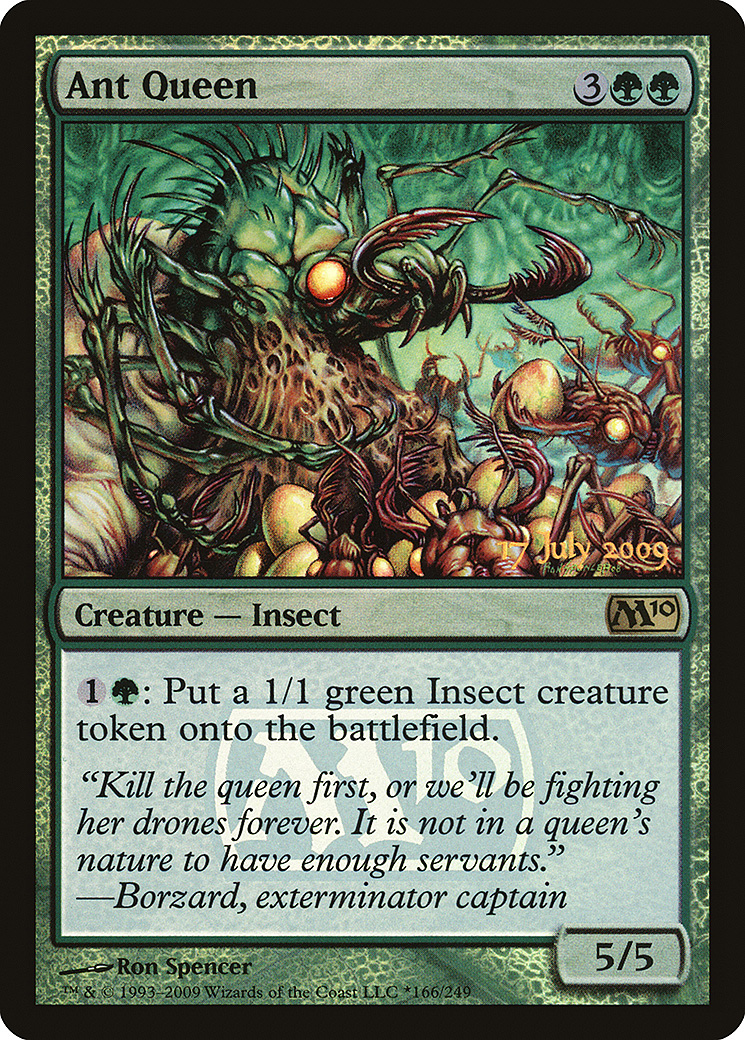 Ant Queen 3
17 July 2009
Creature — Insect
M10
1 : Put a 1/1 green Insect creature
token onto the battlefield.
“Kill the queen first, or we’ll be fighting
her drones forever. It is not in a queen’s
nature to have enough servants.”
—Borzard, exterminator captain
5/5
Ron Spencer
™ & © 1993–2009 Wizards of the Coast LLC *166/249